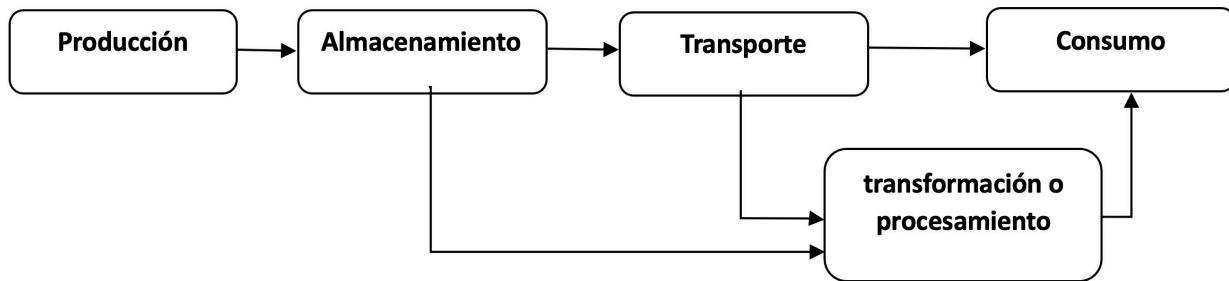 Producción
Almacenamiento
Transporte
Consumo
transformación o
procesamiento